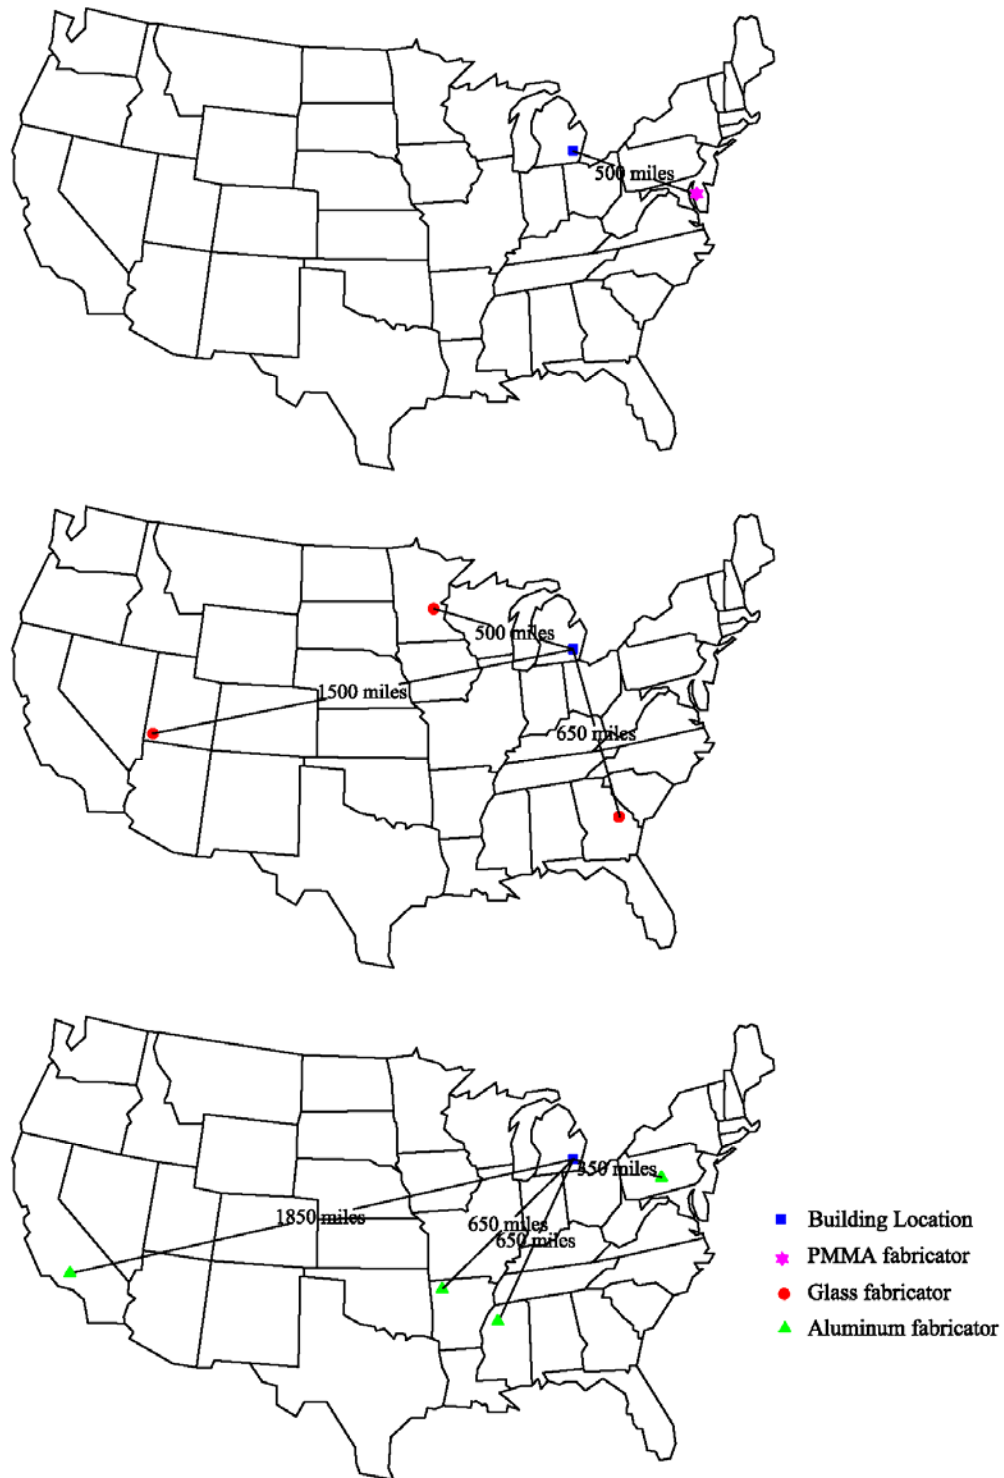 500 miles
500 miles
1500 miles
650 miles
350 miles
1850 miles
650 miles
650 miles
Building Location
PMMA fabricator
Glass fabricator
Aluminum fabricator